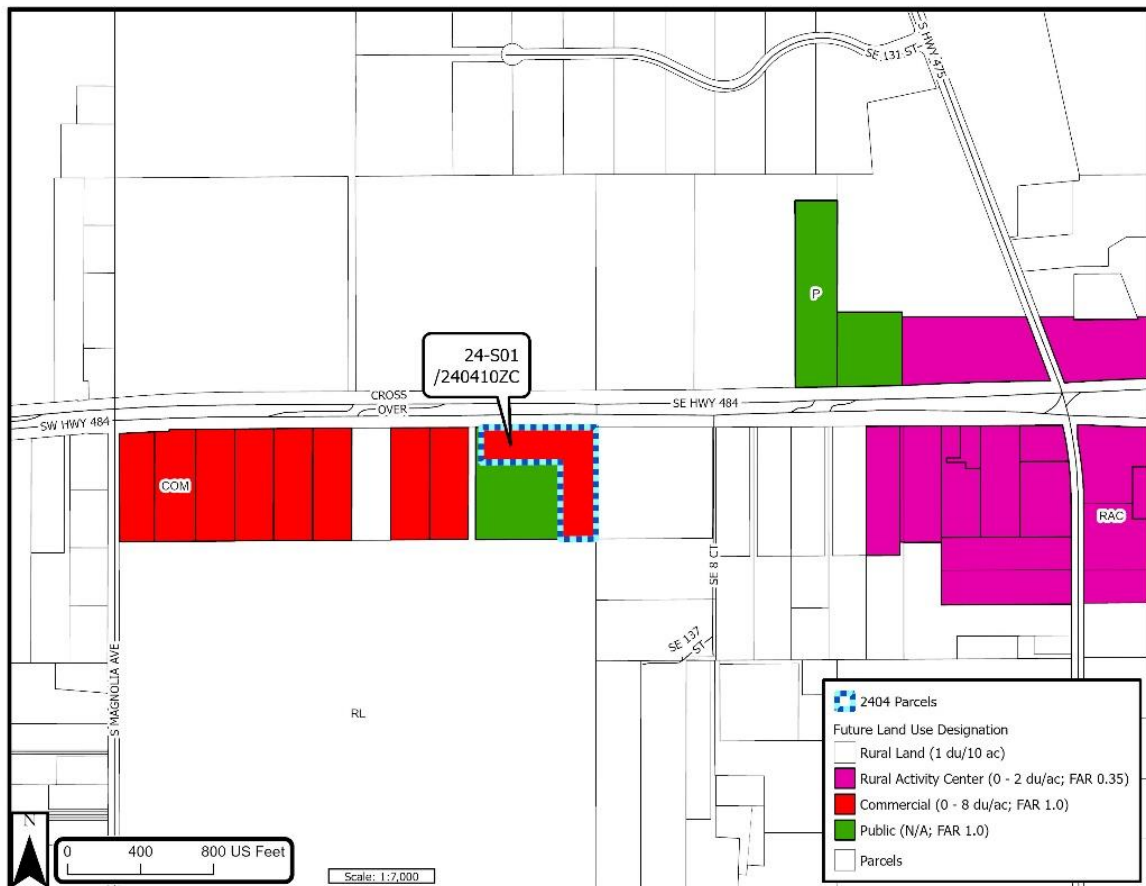 SE 131 ST
S HWY 475
P
24-S01
/240410ZC
CROSS
OVER
SE HWY 484
SW HWY 484
COM
RAC
SE 8 CT
SE 137
ST
S MAGNOLIA AVE
RL
2404 Parcels
Future Land Use Designation
Rural Land (1 du/10 ac)
Rural Activity Center (0 - 2 du/ac; FAR 0.35)
Commercial (0 - 8 du/ac; FAR 1.0)
Public (N/A; FAR 1.0)
Parcels
N
0 400 800 US Feet
Scale: 1:7,000